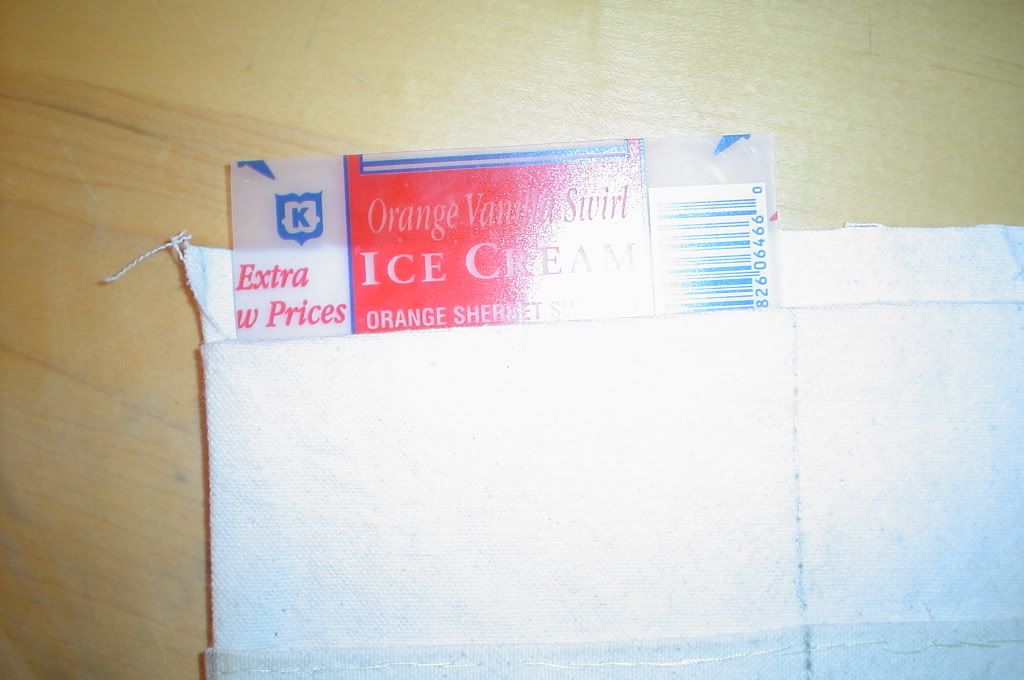 K
Extra
w Prices
Orange Vanilla Swirl
ICE CREAM
ORANGE SHERBET
826 06466 0